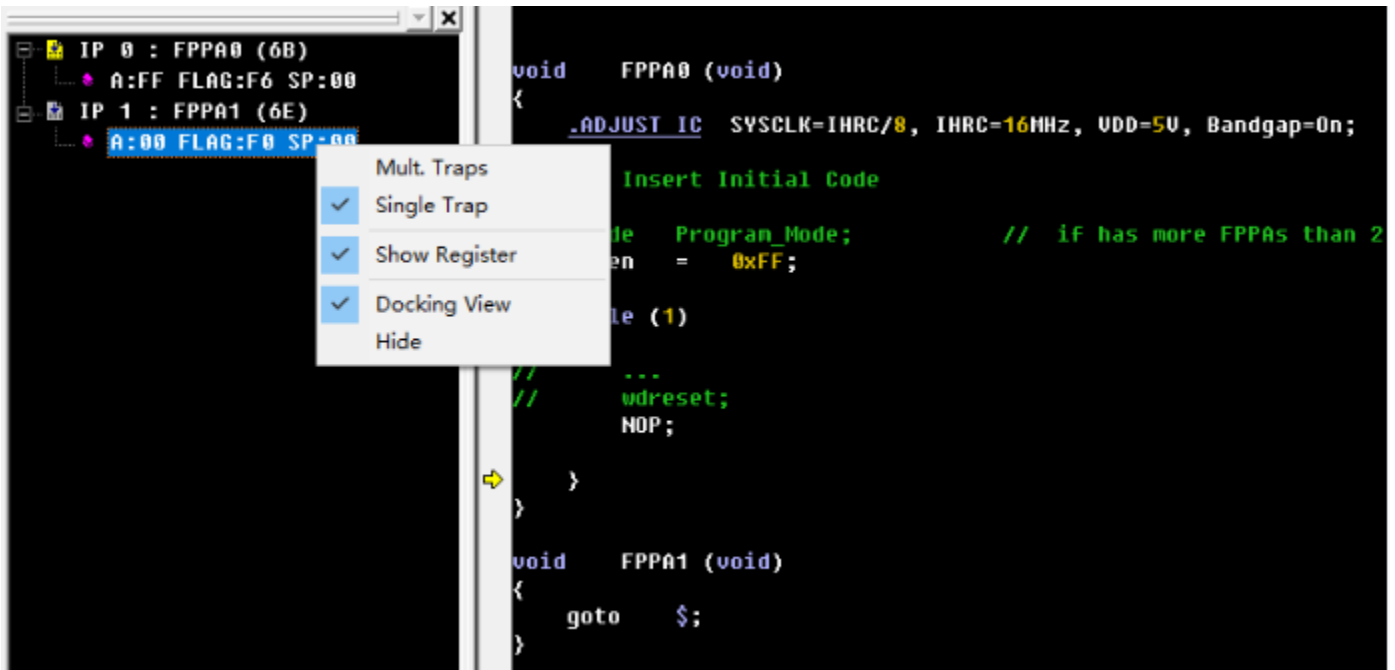 IP 0 : FPPA0 (6B)
A:FF FLAG:F6 SP:00
IP 1 : FPPA1 (6E)
A:00 FLAG:F0 SP:00
Mult. Traps
Single Trap
Show Register
Docking View
Hide
void FPPA0 (void)
{
.ADJUST_IC SYSCLK=IHRC/8, IHRC=16MHz, VDD=5V, Bandgap=On;
Insert Initial Code
Program_Mode; // if has more FPPAs than 2
en = 0xFF;
le (1)
// ...
// wdreset;
NOP;
}
}
void FPPA1 (void)
{
goto $;
}